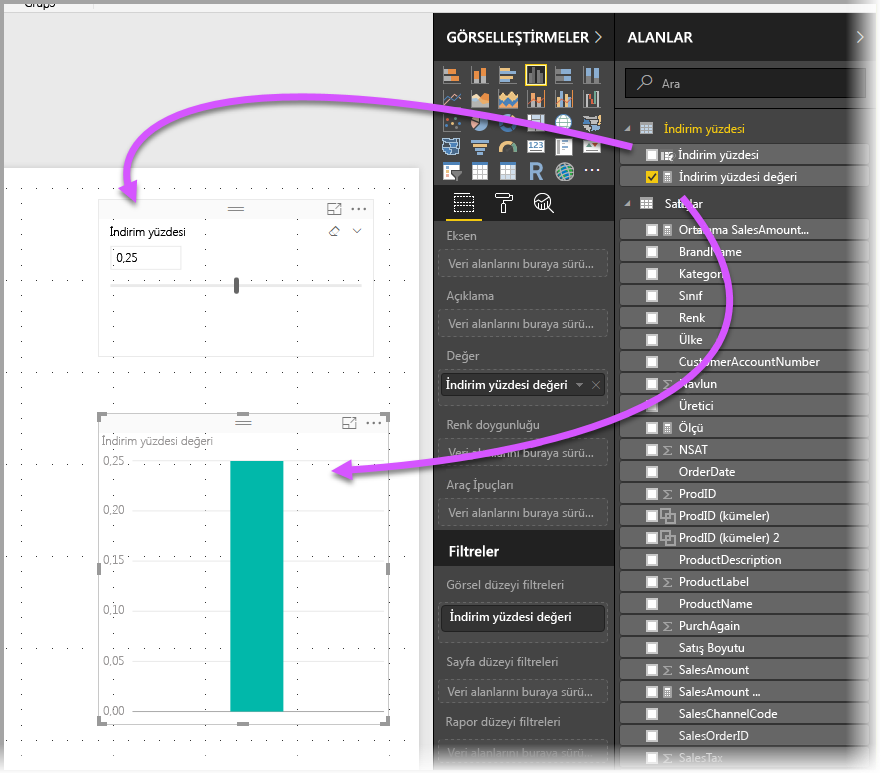 GÖRSELLEŞTİRMELER
ALANLAR
Ara
İndirim yüzdesi
İndirim yüzdesi
İndirim yüzdesi değeri
Satışlar
Ortalama SalesAmount...
BrandName
Kategori
Sınıf
Renk
Ülke
CustomerAccountNumber
Navlun
Üretici
Ölçü
NSAT
OrderDate
ProdID
ProdID (kümeler)
ProdID (kümeler) 2
ProductDescription
ProductLabel
ProductName
PurchAgain
Satış Boyutu
SalesAmount
SalesAmount ...
SalesChannelCode
SalesOrderID
SalesTax
123
R
Eksen
Veri alanlarını buraya sürü...
Açıklama
Veri alanlarını buraya sürü...
Değer
İndirim yüzdesi değeri
Renk doygunluğu
Veri alanlarını buraya sürü...
Araç İpuçları
Veri alanlarını buraya sürü...
Filtreler
Görsel düzeyi filtreleri
İndirim yüzdesi değeri
Sayfa düzeyi filtreleri
Veri alanlarını buraya sürü...
Rapor düzeyi filtreleri
Veri alanlarını buraya sürü...
İndirim yüzdesi
0,25
İndirim yüzdesi değeri
0,25
0,20
0,15
0,10
0,05
0,00